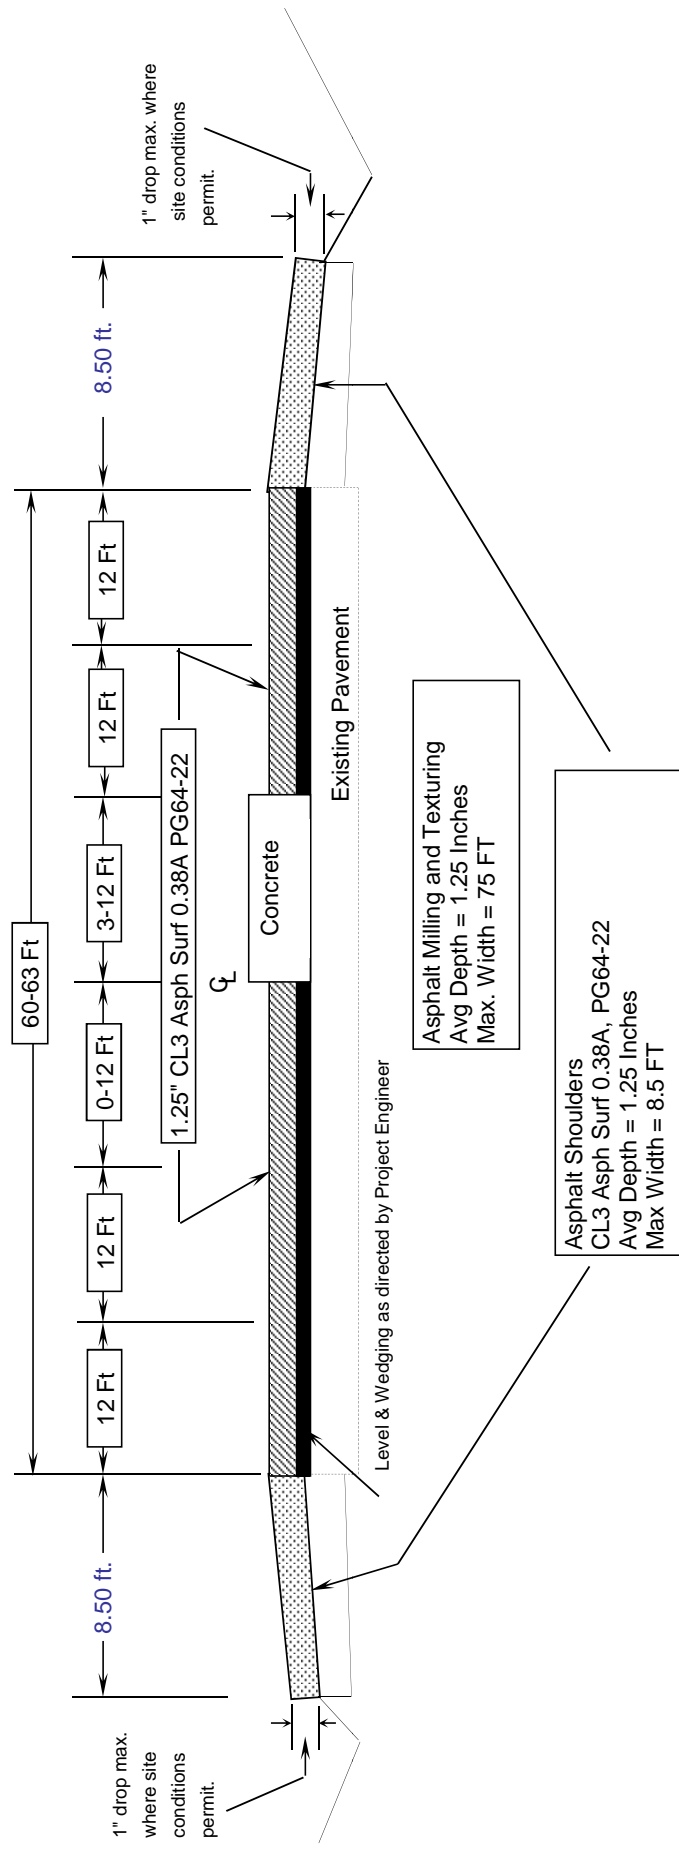 60-63 Ft
8.50 ft.
12 Ft
12 Ft
0-12 Ft
3-12 Ft
12 Ft
12 Ft
8.50 ft.
1.25" CL3 Asph Surf 0.38A PG64-22
1" drop max.
where site
conditions
permit.
CL
Concrete
1" drop max. where
site conditions
permit.
Existing Pavement
Level & Wedging as directed by Project Engineer
Asphalt Milling and Texturing
Avg Depth = 1.25 Inches
Max. Width = 75 FT
Asphalt Shoulders
CL3 Asph Surf 0.38A, PG64-22
Avg Depth = 1.25 Inches
Max Width = 8.5 FT